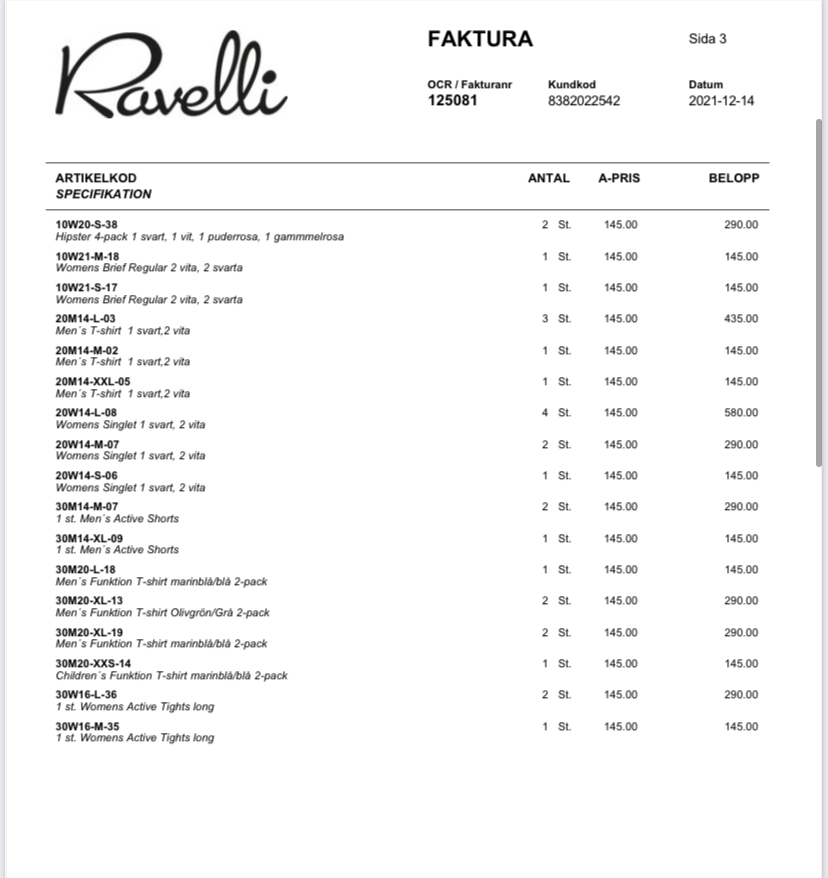 Ravelli
FAKTURA
Sida 3
OCR / Fakturanr Kundkod Datum
125081 8382022542 2021-12-14
ARTIKELKOD ANTAL A-PRIS BELOPP
SPECIFIKATION
10W20-S-38 2 St. 145.00 290.00
Hipster 4-pack 1 svart, 1 vit, 1 puderrosa, 1 gammmelrosa
10W21-M-18 1 St. 145.00 145.00
Womens Brief Regular 2 vita, 2 svarta
10W21-S-17 1 St. 145.00 145.00
Womens Brief Regular 2 vita, 2 svarta
20M14-L-03 3 St. 145.00 435.00
Men´s T-shirt 1 svart,2 vita
20M14-M-02 1 St. 145.00 145.00
Men´s T-shirt 1 svart,2 vita
20M14-XXL-05 1 St. 145.00 145.00
Men´s T-shirt 1 svart,2 vita
20W14-L-08 4 St. 145.00 580.00
Womens Singlet 1 svart, 2 vita
20W14-M-07 2 St. 145.00 290.00
Womens Singlet 1 svart, 2 vita
20W14-S-06 1 St. 145.00 145.00
Womens Singlet 1 svart, 2 vita
30M14-M-07 2 St. 145.00 290.00
1 st. Men´s Active Shorts
30M14-XL-09 1 St. 145.00 145.00
1 st. Men´s Active Shorts
30M20-L-18 1 St. 145.00 145.00
Men´s Funktion T-shirt marinblå/blå 2-pack
30M20-XL-13 2 St. 145.00 290.00
Men´s Funktion T-shirt Olivgrön/Grå 2-pack
30M20-XL-19 2 St. 145.00 290.00
Men´s Funktion T-shirt marinblå/blå 2-pack
30M20-XXS-14 1 St. 145.00 145.00
Children´s Funktion T-shirt marinblå/blå 2-pack
30W16-L-36 2 St. 145.00 290.00
1 st. Womens Active Tights long
30W16-M-35 1 St. 145.00 145.00
1 st. Womens Active Tights long